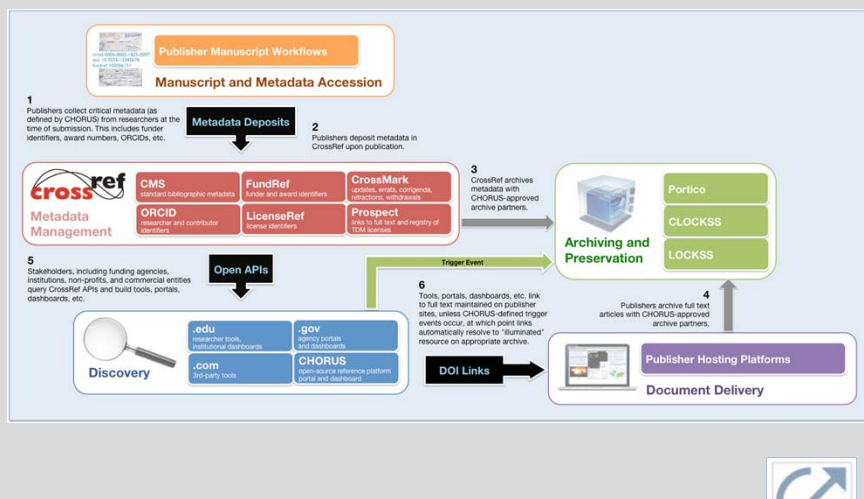 Publisher Manuscript Workflows
Manuscript and Metadata Accession
1
Publishers collect critical metadata (as
defined by CHORUS) from researchers at the
time of submission. This includes funder
identifiers, award numbers, ORCIDs, etc.
Metadata Deposits
2
Publishers deposit metadata in
CrossRef upon publication.
crossref
Metadata
Management
CMS
standard bibliographic metadata
FundRef
funder and award identifiers
CrossMark
updates, errata, corrigenda,
retractions, withdrawals
ORCID
researcher and contributor
identifiers
LicenseRef
license identifiers
Prospect
links to full text and registry of
TDM licenses
3
CrossRef archives
metadata with
CHORUS-approved
archive partners.
Archiving and
Preservation
Portico
CLOCKSS
LOCKSS
5
Stakeholders, including funding agencies,
institutions, non-profits, and commercial entities
query CrossRef APIs and build tools, portals,
dashboards, etc.
Open APIs
Trigger Event
6
Tools, portals, dashboards, etc. link
to full text maintained on publisher
sites, unless CHORUS-defined trigger
events occur, at which point links
automatically resolve to "illuminated"
resource on appropriate archive.
4
Publishers archive full text
articles with CHORUS-approved
archive partners.
Discovery
.edu
researcher tools,
institutional dashboards
.gov
agency portals
and dashboards
.com
3rd-party tools
CHORUS
open-source reference platform
portal and dashboard
DOI Links
Publisher Hosting Platforms
Document Delivery